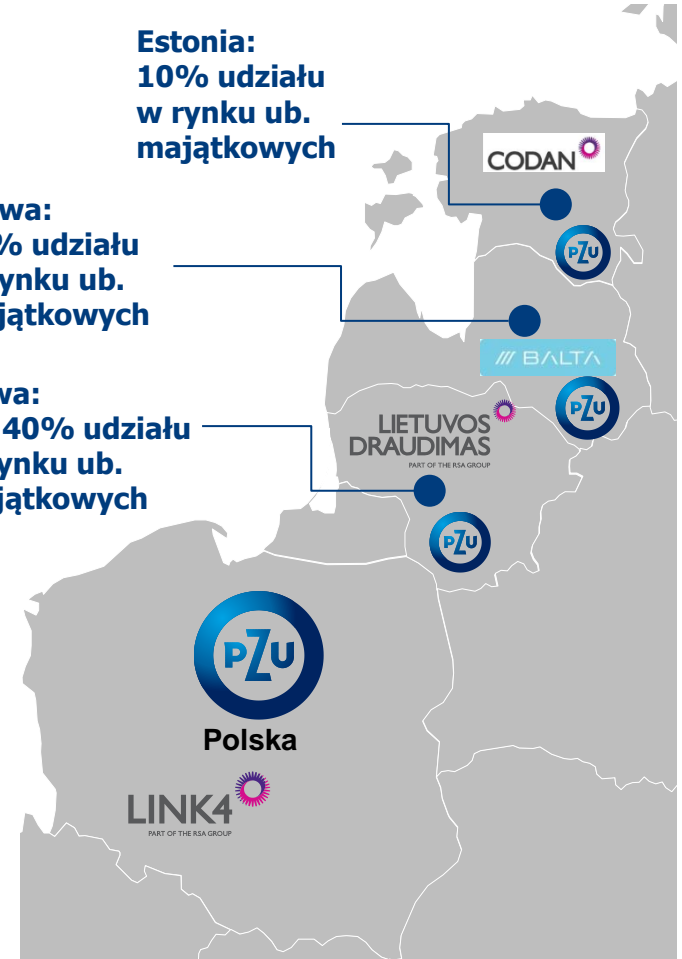 Estonia:
10% udziału
w rynku ub.
majątkowych
CODAN
PZU
wa:
% udziału
ynku ub.
jątkowych
/// BALTA
PZU
wa:
40% udziału
ynku ub.
jątkowych
LIETUVOS
DRAUDIMAS
PART OF THE RSA GROUP
PZU
PZU
Polska
LINK4
PART OF THE RSA GROUP